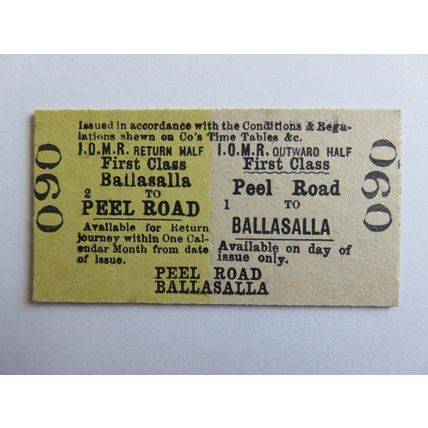 Issued in accordance with the Conditions & Regu-
lations shewn on Co's Time Tables &c.
I.O.M.R. RETURN HALF
First Class
Ballasalla
2 TO
PEEL ROAD
Available for Return
journey within One Cal-
endar Month from date
of issue.
I.O.M.R. OUTWARD HALF
First Class
Peel Road
1 TO
BALLASALLA
Available on day of
issue only.
PEEL ROAD
BALLASALLA
090
090